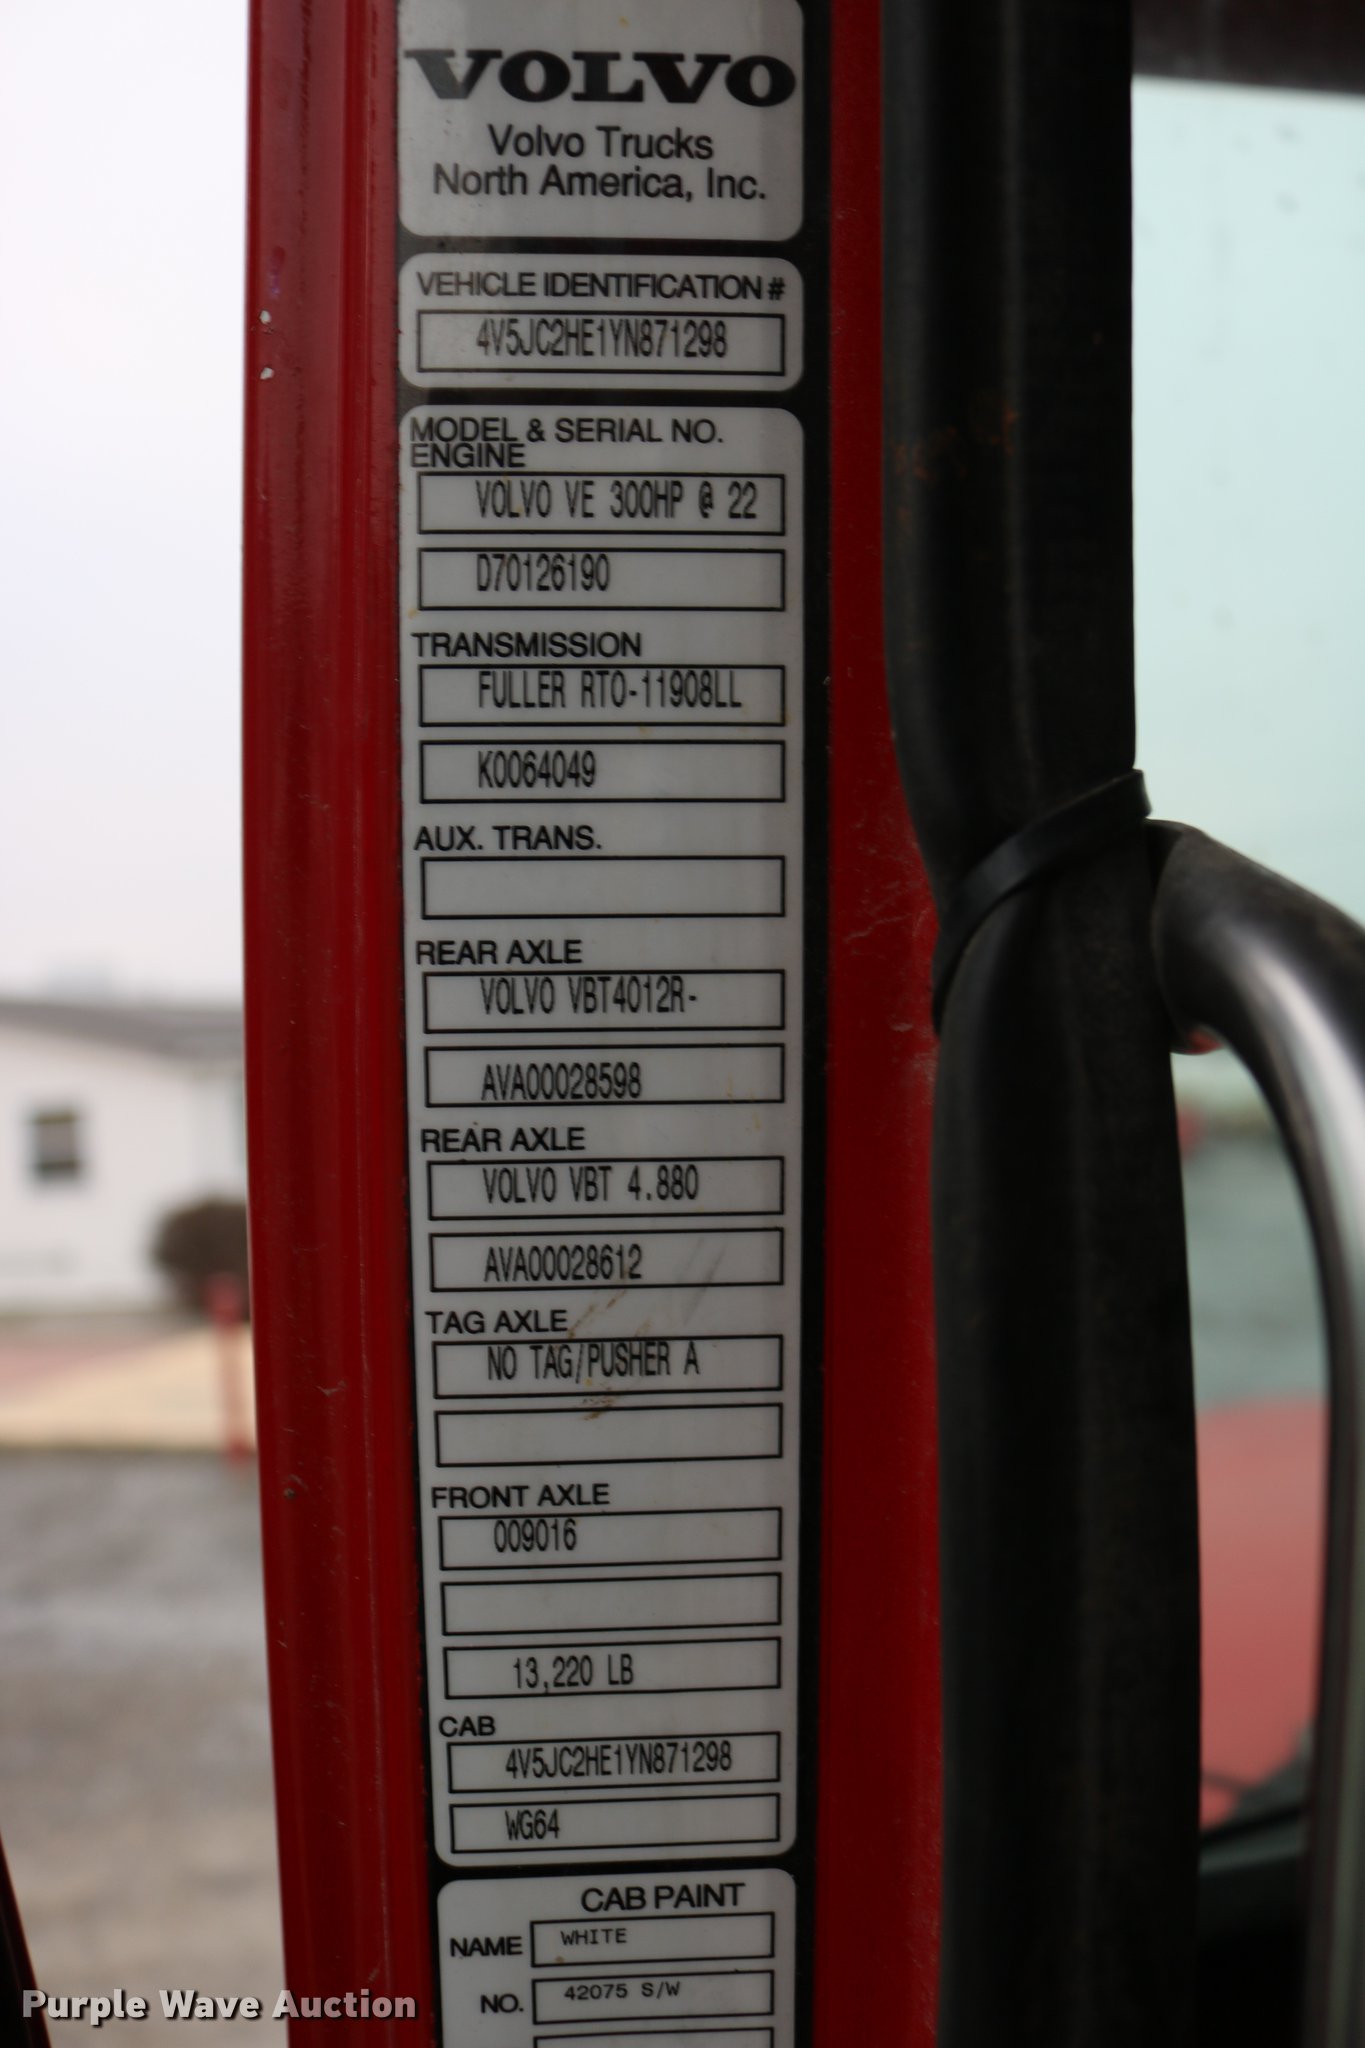 VOLVO
Volvo Trucks
North America, Inc.
VEHICLE IDENTIFICATION #
4V5JC2HE1YN871298
MODEL & SERIAL NO.
ENGINE
VOLVO VE 300HP @ 22
D70126190
TRANSMISSION
FULLER RTO-11908LL
K0064049
AUX. TRANS.
REAR AXLE
VOLVO VBT4012R-
AVA00028598
REAR AXLE
VOLVO VBT 4.880
AVA00028612
TAG AXLE
NO TAG/PUSHER A
FRONT AXLE
009016
13,220 LB
CAB
4V5JC2HE1YN871298
WG64
CAB PAINT
NAME WHITE
NO. 42075 S/W
Purple Wave Auction